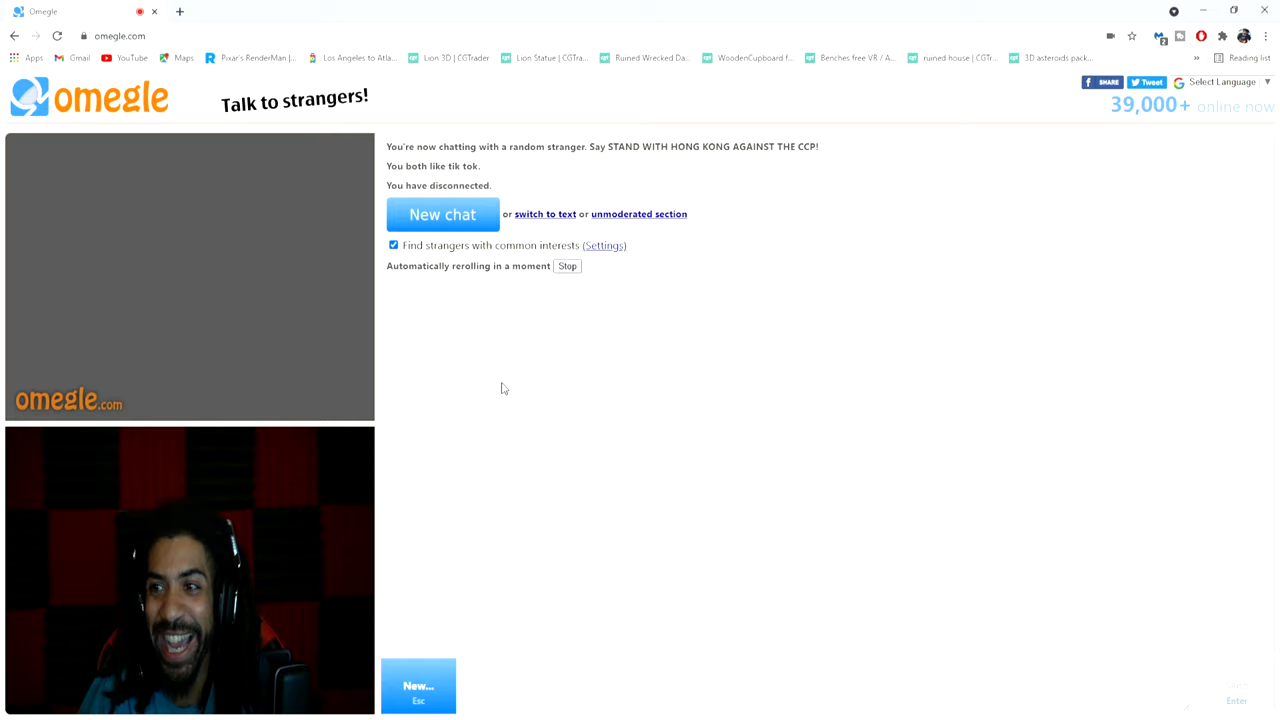 Omegle
omegle.com
Apps Gmail YouTube Maps Pixar's RenderMan |... Los Angeles to Atla... Lion 3D | CGTrader Lion Statue | CGTra... Ruined Wrecked Da... WoodenCupboard f... Benches free VR / A... ruined house | CGTr... 3D asteroids pack... » Reading list
omegle Talk to strangers!
SHARE Tweet Select Language
39,000+ online now
You're now chatting with a random stranger. Say STAND WITH HONG KONG AGAINST THE CCP!
You both like tik tok.
You have disconnected.
New chat or switch to text or unmoderated section
Find strangers with common interests (Settings)
Automatically rerolling in a moment Stop
omegle.com
New...
Esc
Enter